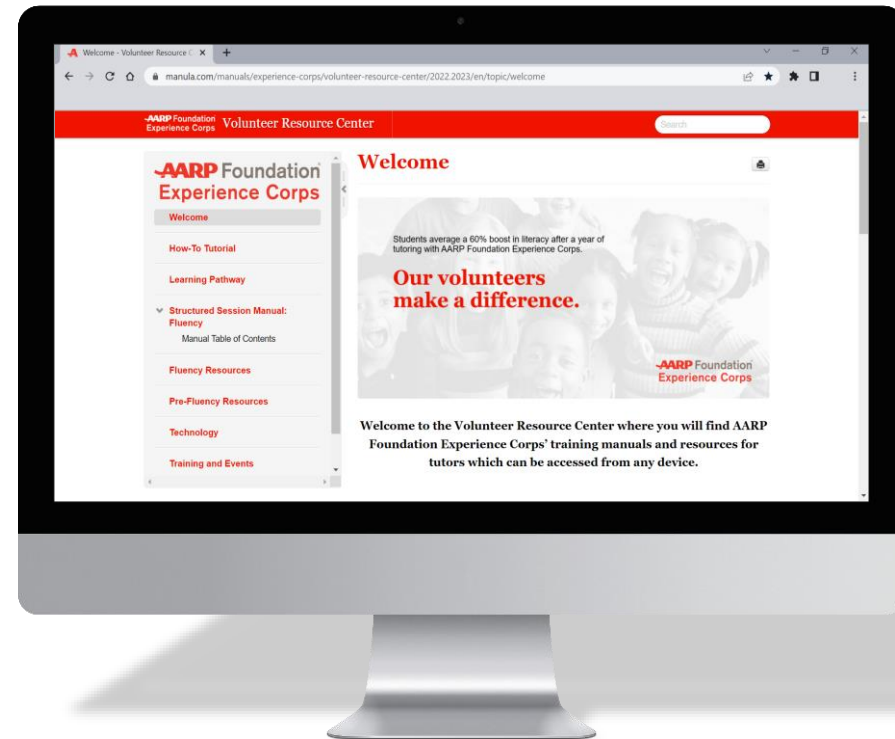 Welcome - Volunteer Resource C
manula.com/manuals/experience-corps/volunteer-resource-center/2022.2023/en/topic/welcome
AARP Foundation
Experience Corps
Volunteer Resource Center
Search
AARP Foundation
Experience Corps
Welcome
How-To Tutorial
Learning Pathway
Structured Session Manual:
Fluency
Manual Table of Contents
Fluency Resources
Pre-Fluency Resources
Technology
Training and Events
Welcome
Students average a 60% boost in literacy after a year of
tutoring with AARP Foundation Experience Corps.
Our volunteers
make a difference.
AARP Foundation
Experience Corps
Welcome to the Volunteer Resource Center where you will find AARP
Foundation Experience Corps' training manuals and resources for
tutors which can be accessed from any device.